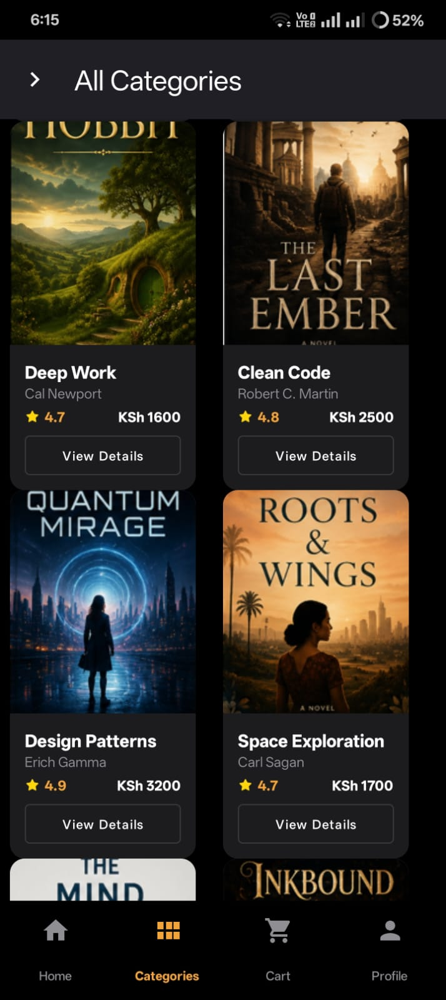 6:15
Vo LTE2
52%
All Categories
HOBBIT
THE
LAST
EMBER
A NOVEL
Deep Work
Clean Code
Cal Newport
Robert C. Martin
4.7
KSh 1600
4.8
KSh 2500
View Details
View Details
QUANTUM
MIRAGE
ROOTS
&
WINGS
A NOVEL
Design Patterns
Space Exploration
Erich Gamma
Carl Sagan
4.9
KSh 3200
4.7
KSh 1700
View Details
View Details
THE
MIND
INKBOUND
Home
Categories
Cart
Profile